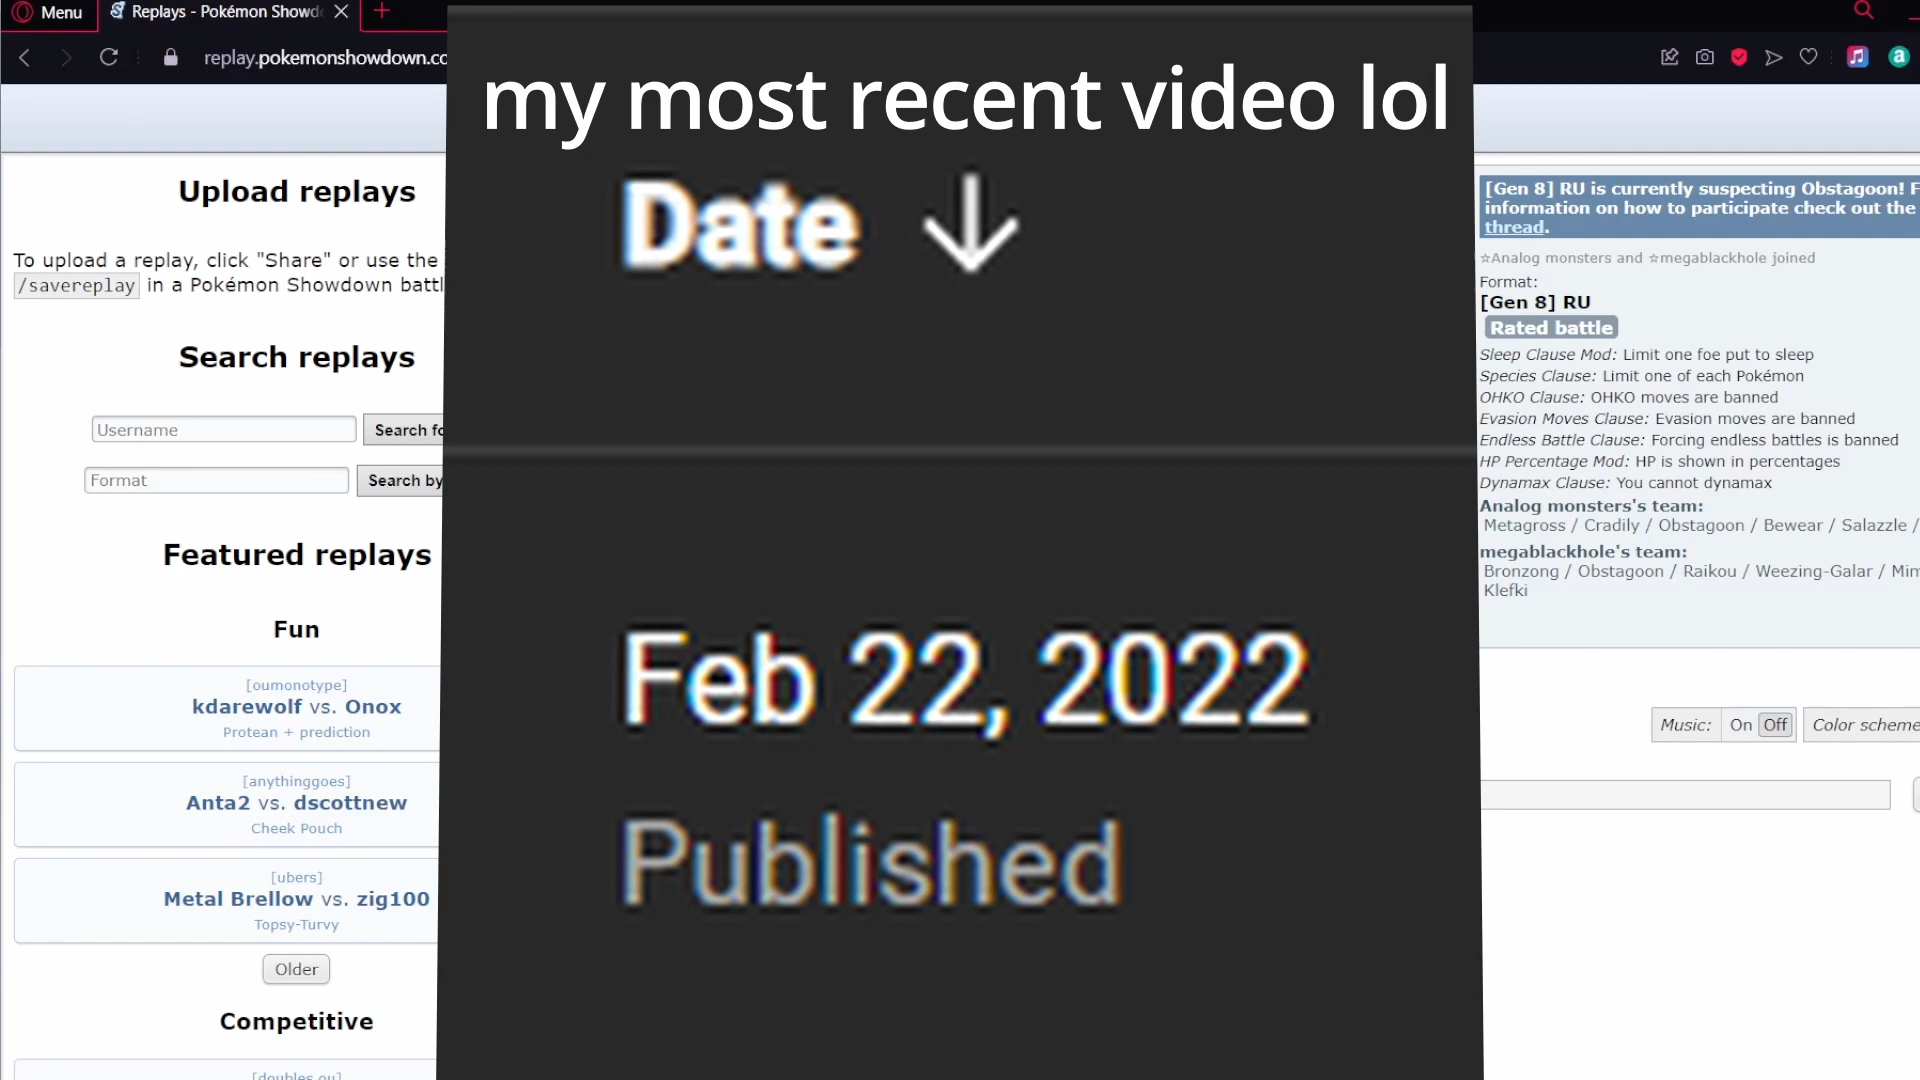 Menu
Replays - Pokémon Showd
replay.pokemonshowdown.co
my most recent video lol
Date ↓
Feb 22, 2022
Published
Upload replays
To upload a replay, click "Share" or use the
/savereplay in a Pokémon Showdown battl
Search replays
Username
Search fo
Format
Search by
Featured replays
Fun
[oumonotype]
kdarewolf vs. Onox
Protean + prediction
[anythinggoes]
Anta2 vs. dscottnew
Cheek Pouch
[ubers]
Metal Brellow vs. zig100
Topsy-Turvy
Older
Competitive
[doubles ou]
[Gen 8] RU is currently suspecting Obstagoon! F
information on how to participate check out the
thread.
☆Analog monsters and ☆megablackhole joined
Format:
[Gen 8] RU
Rated battle
Sleep Clause Mod: Limit one foe put to sleep
Species Clause: Limit one of each Pokémon
OHKO Clause: OHKO moves are banned
Evasion Moves Clause: Evasion moves are banned
Endless Battle Clause: Forcing endless battles is banned
HP Percentage Mod: HP is shown in percentages
Dynamax Clause: You cannot dynamax
Analog monsters's team:
Metagross / Cradily / Obstagoon / Bewear / Salazzle /
megablackhole's team:
Bronzong / Obstagoon / Raikou / Weezing-Galar / Mim
Klefki
Music: On Off
Color scheme